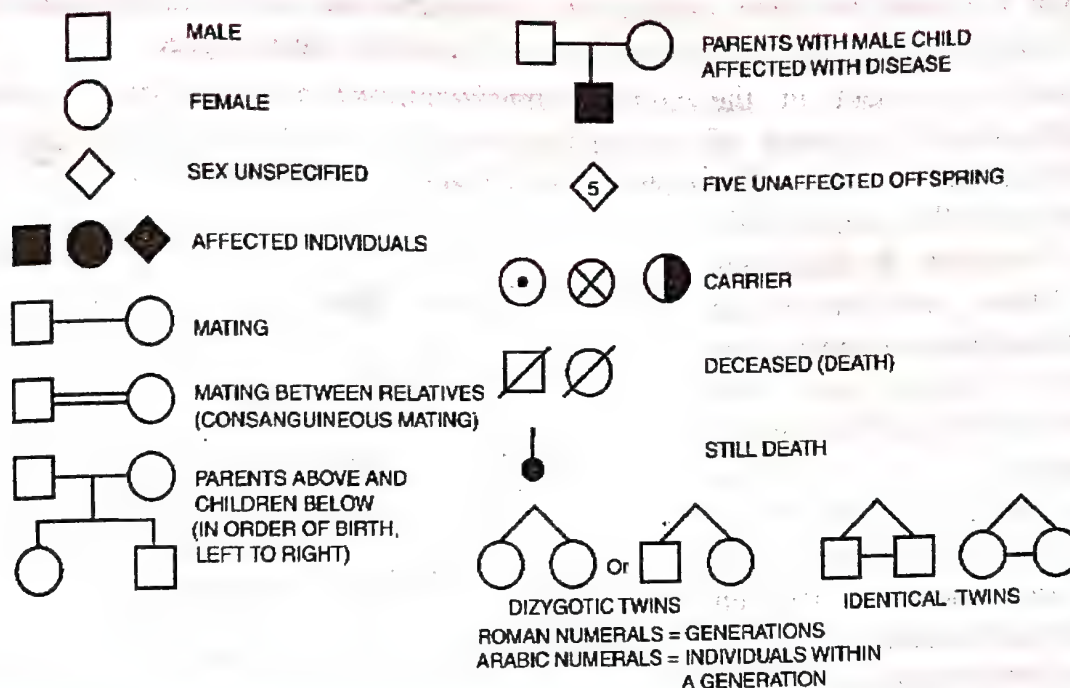 MALE
FEMALE
SEX UNSPECIFIED
AFFECTED INDIVIDUALS
MATING
MATING BETWEEN RELATIVES
(CONSANGUINEOUS MATING)
PARENTS ABOVE AND
CHILDREN BELOW
(IN ORDER OF BIRTH,
LEFT TO RIGHT)
PARENTS WITH MALE CHILD
AFFECTED WITH DISEASE
5
FIVE UNAFFECTED OFFSPRING
CARRIER
DECEASED (DEATH)
STILL DEATH
Or
DIZYGOTIC TWINS
IDENTICAL TWINS
ROMAN NUMERALS = GENERATIONS
ARABIC NUMERALS = INDIVIDUALS WITHIN
A GENERATION